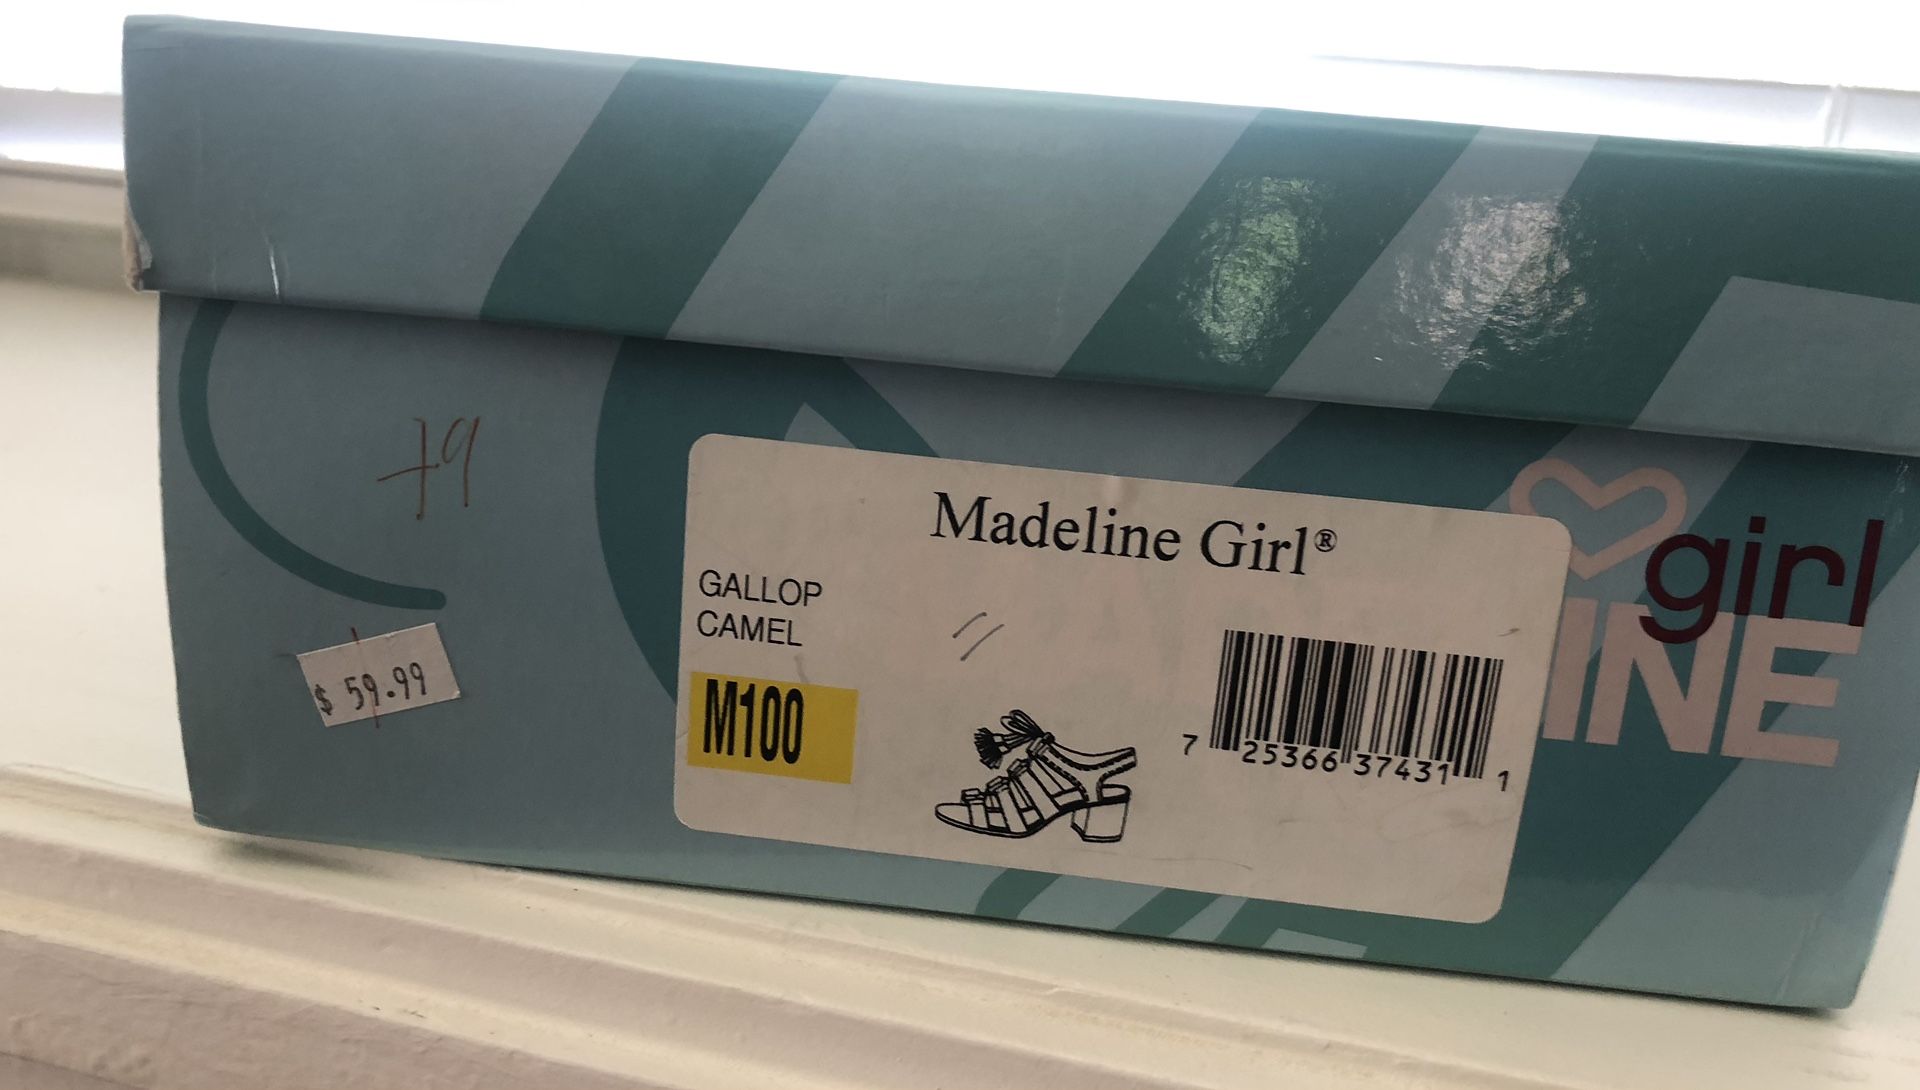 79
$ 59.99
Madeline Girl®
GALLOP
CAMEL
M100
7 25366 37431 1
girl
INE